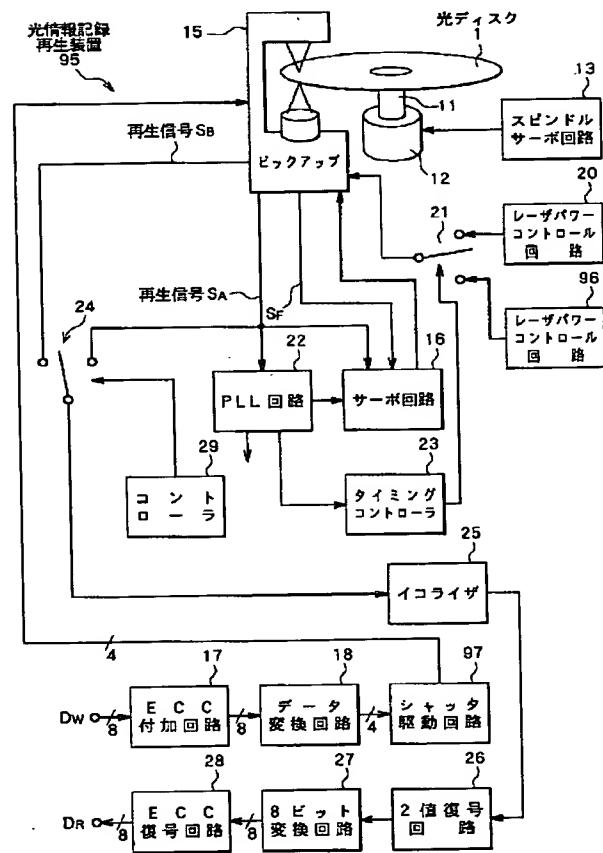 光情報記録
再生装置
95
15
光ディスク
1
11
12
13
スピンドル
サーボ回路
再生信号 SB
ピックアップ
20
レーザパワー
コントロール
回路
21
96
レーザパワー
コントロール
回路
再生信号 SA
SF
24
22
PLL 回路
16
サーボ回路
29
コント
ローラ
23
タイミング
コントローラ
25
イコライザ
4
17
ECC
付加回路
18
データ
変換回路
97
シャッタ
駆動回路
DW
8
8
4
28
ECC
復号回路
27
8ビット
変換回路
26
2値復号
回路
DR
8
8